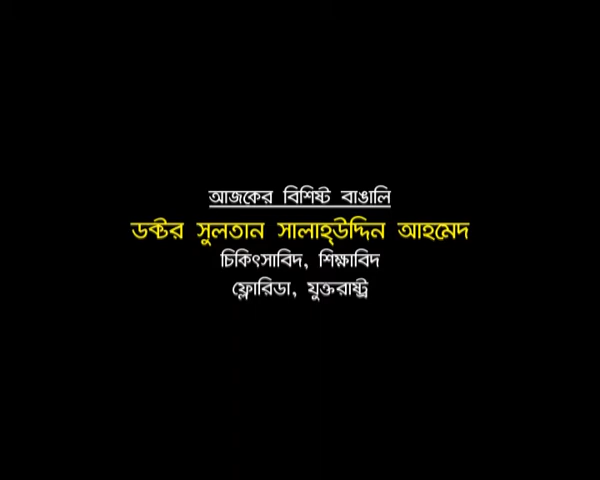 আজকের বিশিষ্ট বাঙালি
ডক্টর সুলতান সালাহ্উদ্দিন আহমেদ
চিকিৎসাবিদ, শিক্ষাবিদ
ফ্লোরিডা, যুক্তরাষ্ট্র